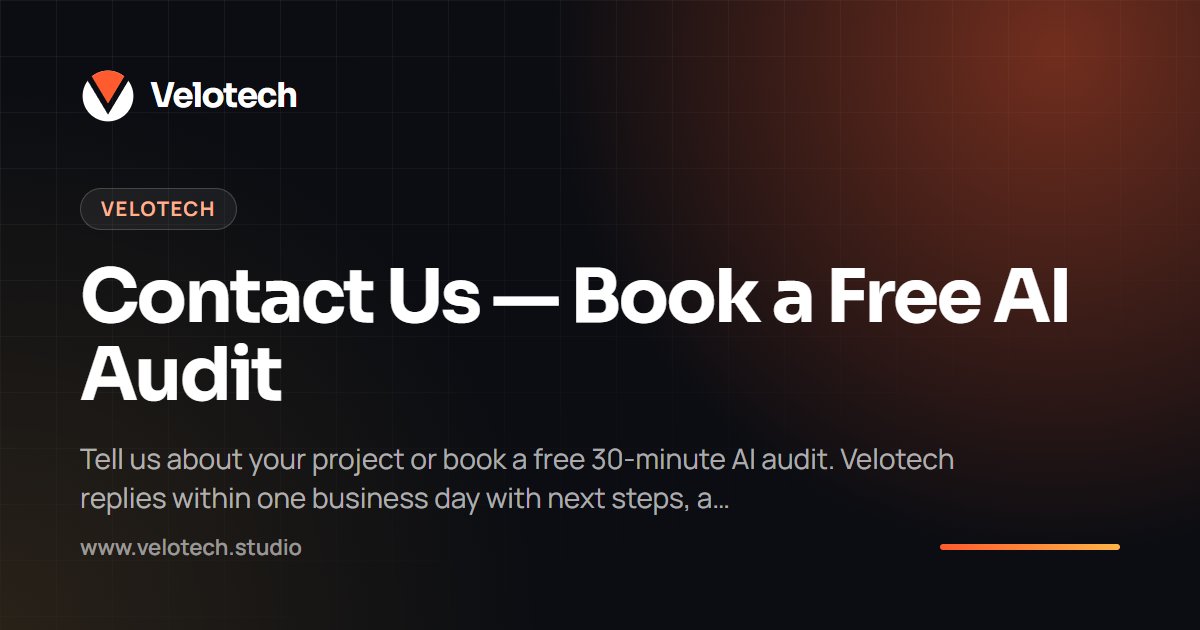 Velotech
VELOTECH
Contact Us — Book a Free AI
Audit
Tell us about your project or book a free 30-minute AI audit. Velotech
replies within one business day with next steps, a...
www.velotech.studio